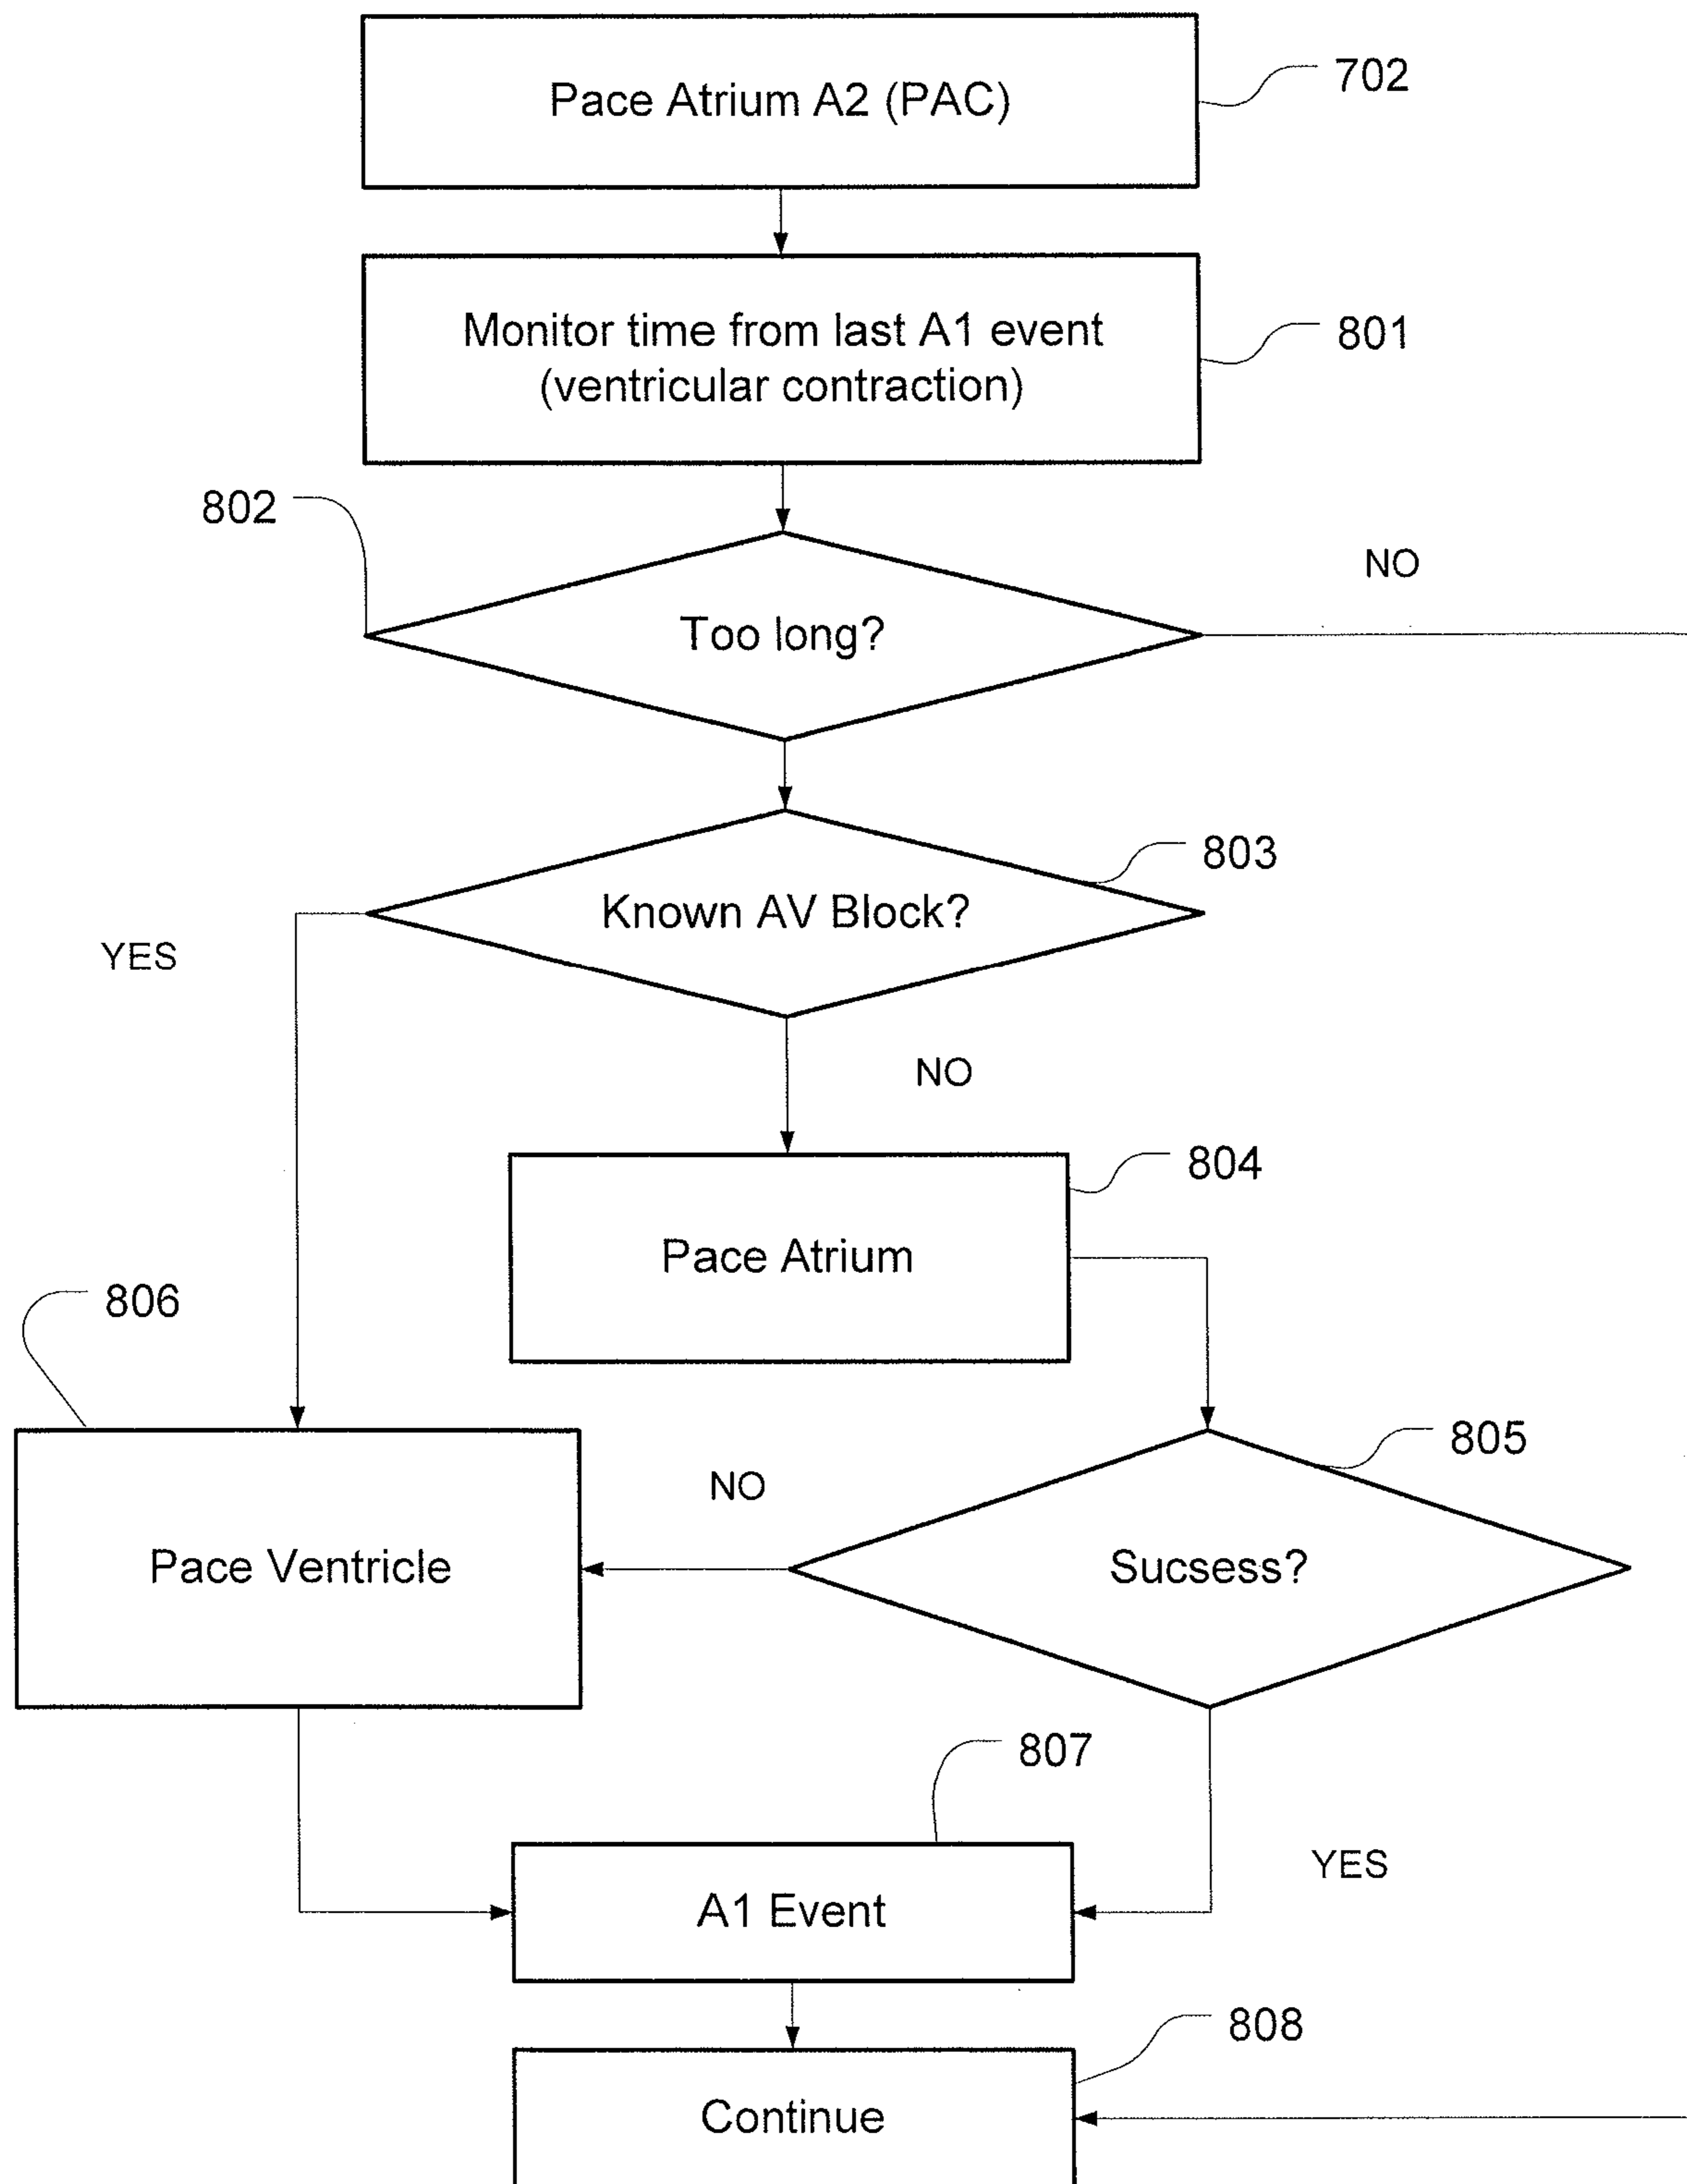 Pace Atrium A2 (PAC)
702
Monitor time from last A1 event
(ventricular contraction)
801
802
NO
Too long?
803
Known AV Block?
YES
NO
804
Pace Atrium
806
805
NO
Pace Ventricle
Sucsess?
807
YES
A1 Event
808
Continue